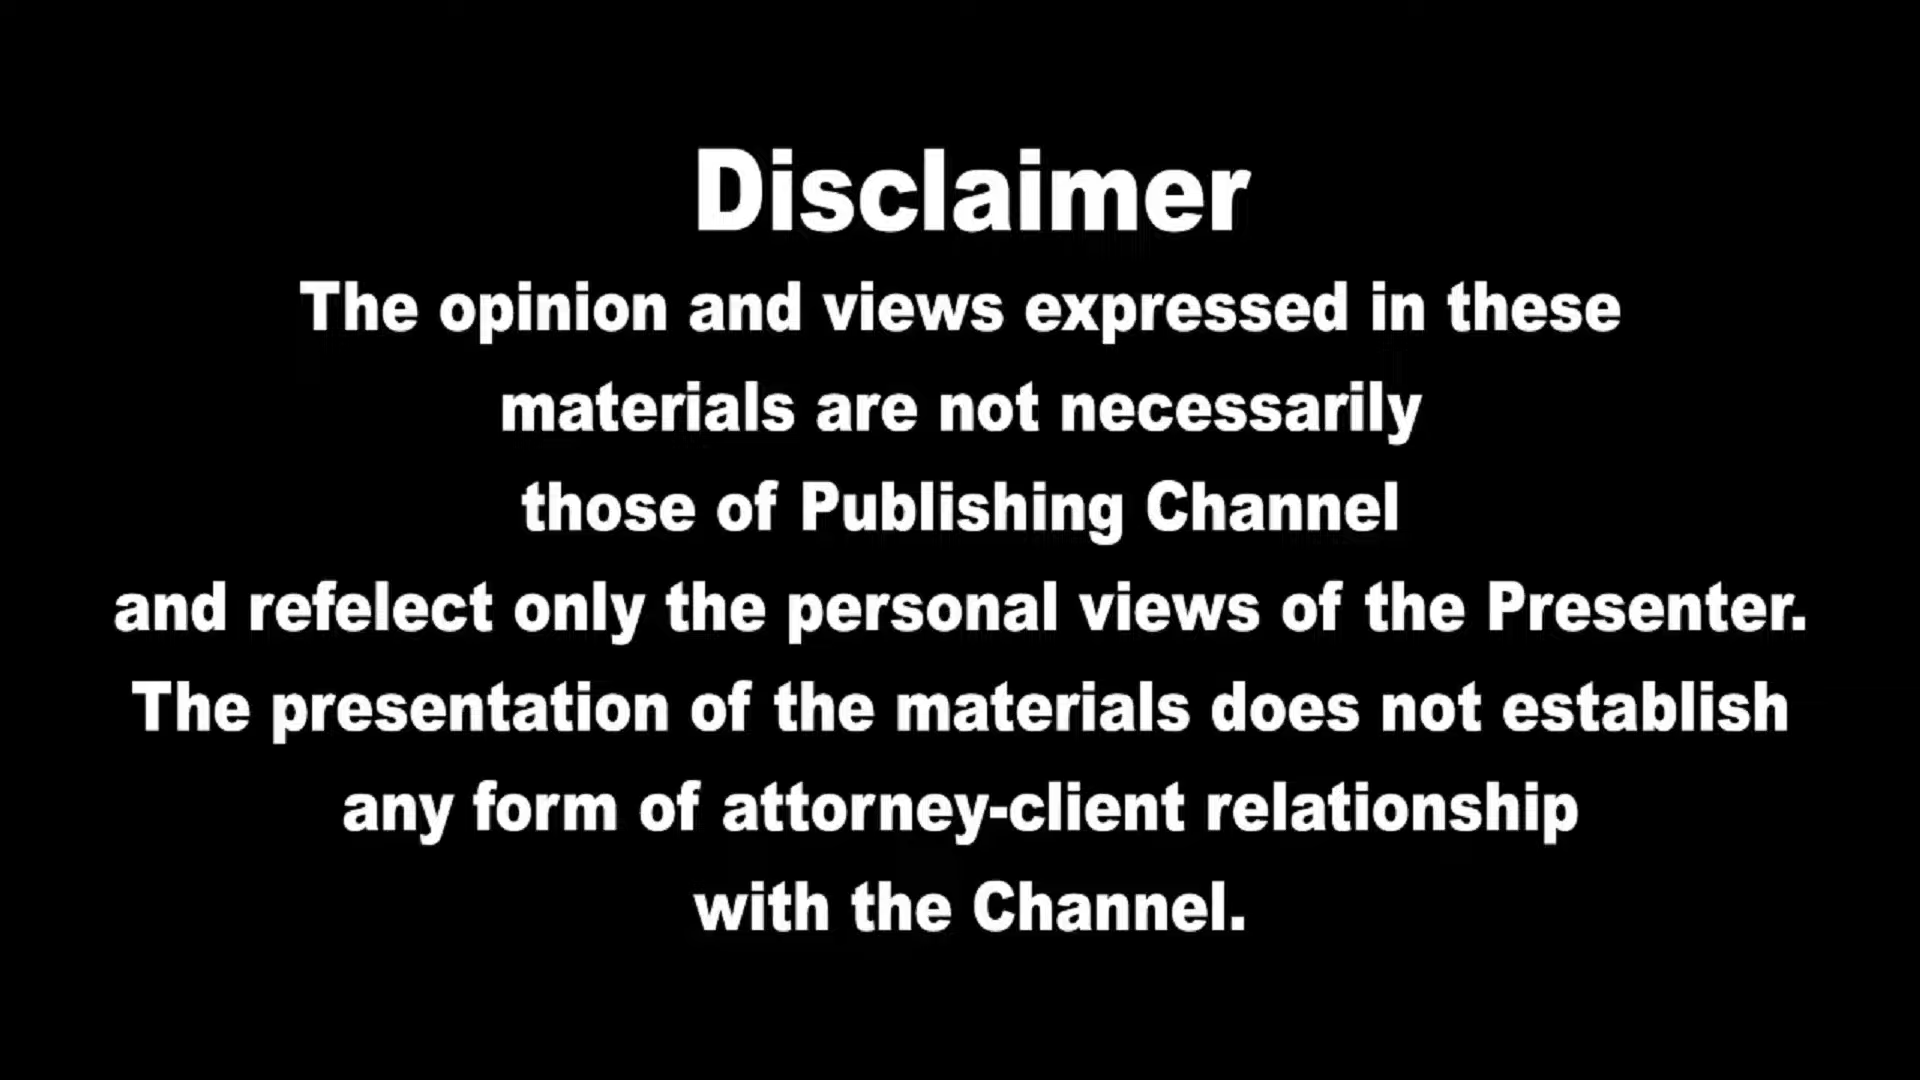 Disclaimer
The opinion and views expressed in these
materials are not necessarily
those of Publishing Channel
and refelect only the personal views of the Presenter.
The presentation of the materials does not establish
any form of attorney-client relationship
with the Channel.